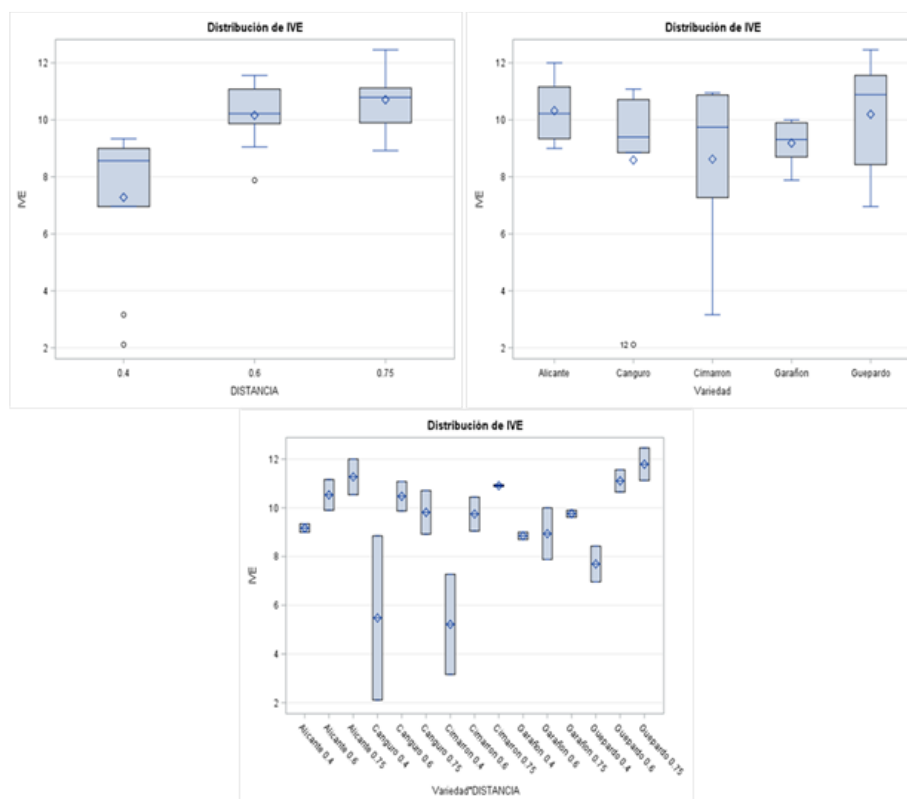 Distribución de IVE
IVE
12
10
8
6
4
2
0.4 0.6 0.75
DISTANCIA
Distribución de IVE
IVE
12
10
8
6
4
2
12
Alicante Canguro Cimarron Garañon Guepardo
Variedad
Distribución de IVE
IVE
12
10
8
6
4
2
Alicante 0.4
Alicante 0.6
Alicante 0.75
Canguro 0.4
Canguro 0.6
Canguro 0.75
Cimarron 0.4
Cimarron 0.6
Cimarron 0.75
Garañon 0.4
Garañon 0.6
Garañon 0.75
Guepardo 0.4
Guepardo 0.6
Guepardo 0.75
Variedad*DISTANCIA